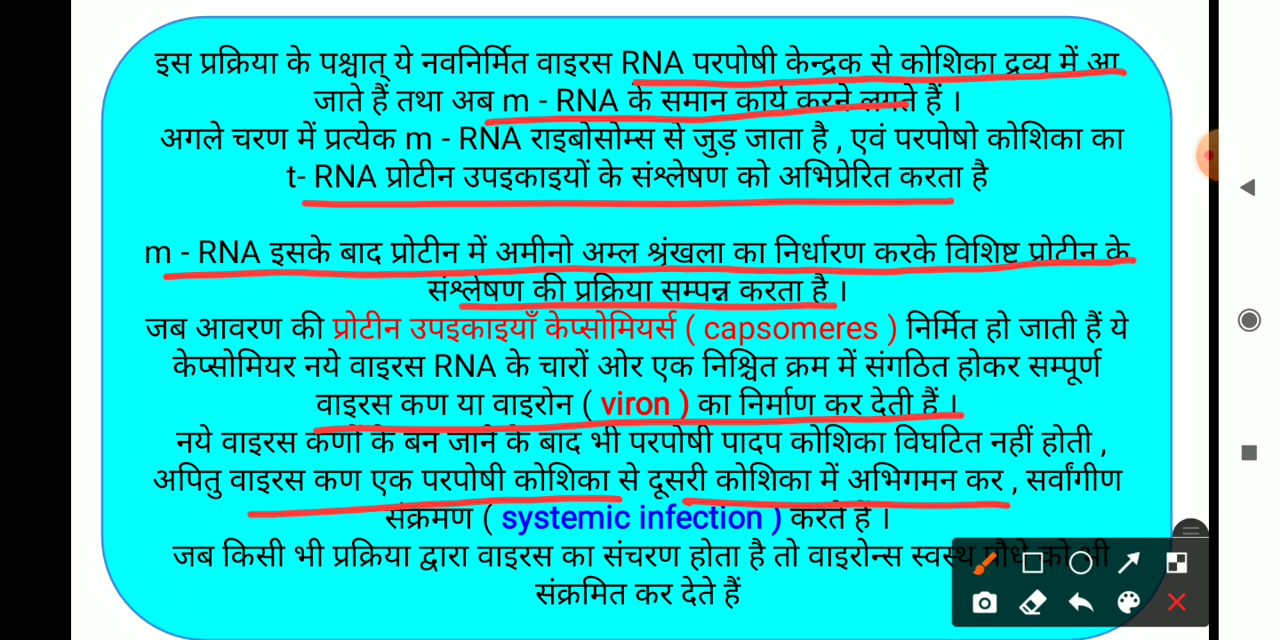 इस प्रक्रिया के पश्चात् ये नवनिर्मित वाइरस RNA परपोषी केन्द्रक से कोशिका द्रव्य में आ
जाते हैं तथा अब m - RNA के समान कार्य करने लगते हैं ।
अगले चरण में प्रत्येक m - RNA राइबोसोम्स से जुड़ जाता है , एवं परपोषो कोशिका का
t- RNA प्रोटीन उपइकाइयों के संश्लेषण को अभिप्रेरित करता है
m - RNA इसके बाद प्रोटीन में अमीनो अम्ल श्रृंखला का निर्धारण करके विशिष्ट प्रोटीन के
संश्लेषण की प्रक्रिया सम्पन्न करता है ।
जब आवरण की प्रोटीन उपइकाइयाँ केप्सोमियर्स ( capsomeres ) निर्मित हो जाती हैं ये
केप्सोमियर नये वाइरस RNA के चारों ओर एक निश्चित क्रम में संगठित होकर सम्पूर्ण
वाइरस कण या वाइरोन ( viron ) का निर्माण कर देती हैं ।
नये वाइरस कणों के बन जाने के बाद भी परपोषी पादप कोशिका विघटित नहीं होती ,
अपितु वाइरस कण एक परपोषी कोशिका से दूसरी कोशिका में अभिगमन कर , सर्वांगीण
संक्रमण ( systemic infection ) करते हैं ।
जब किसी भी प्रक्रिया द्वारा वाइरस का संचरण होता है तो वाइरोन्स स्वस्थ पौधे को भी
संक्रमित कर देते हैं